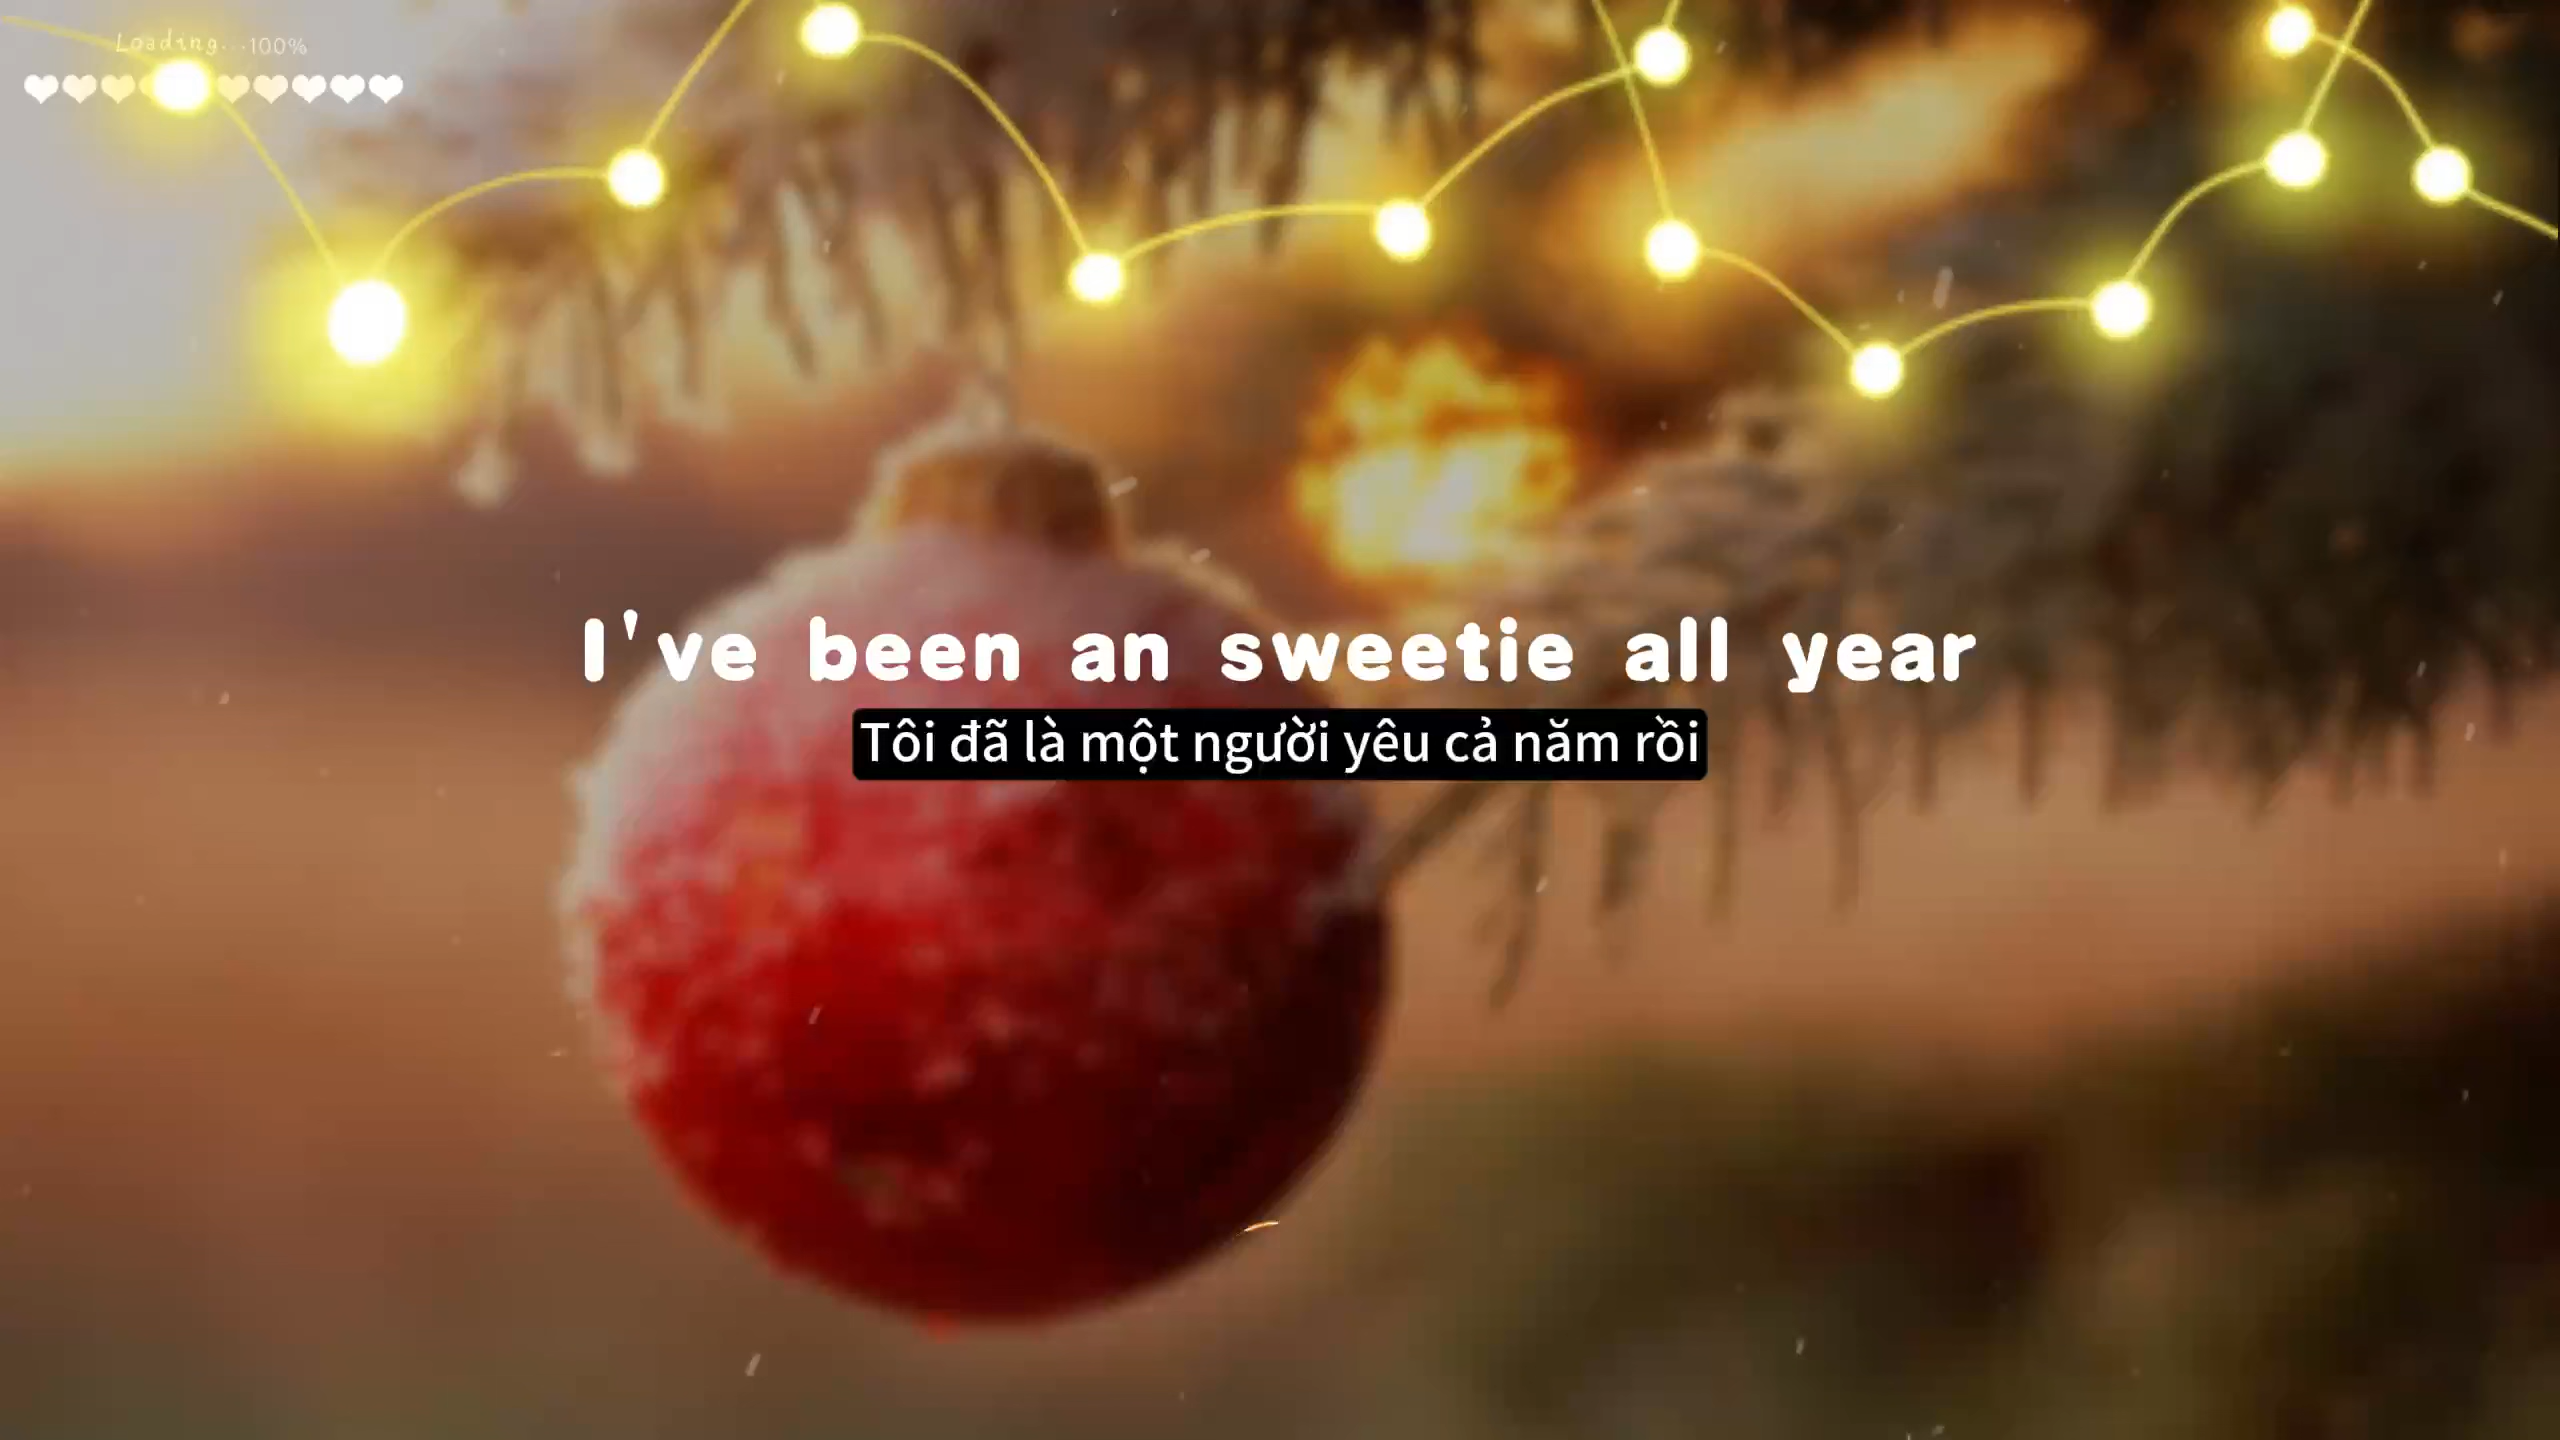 Loading...100%
I've been an sweetie all year
Tôi đã là một người yêu cả năm rồi